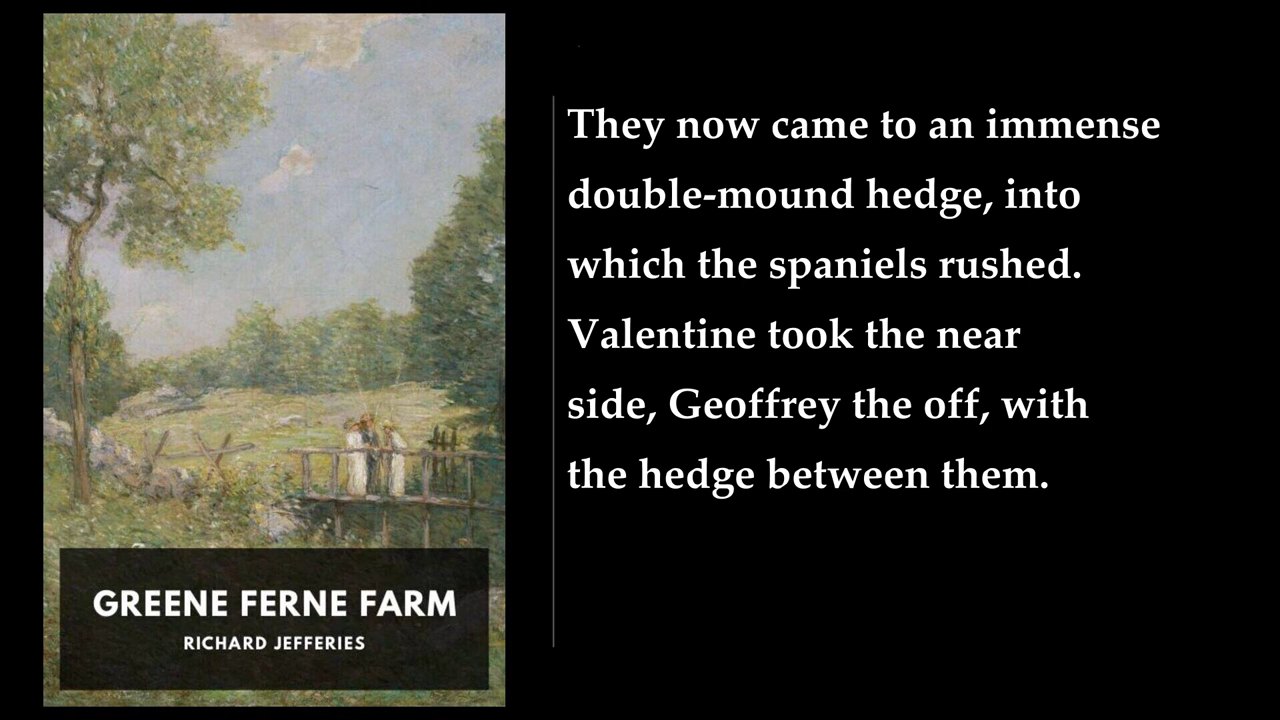 They now came to an immense
double-mound hedge, into
which the spaniels rushed.
Valentine took the near
side, Geoffrey the off, with
the hedge between them.
GREENE FERNE FARM
RICHARD JEFFERIES